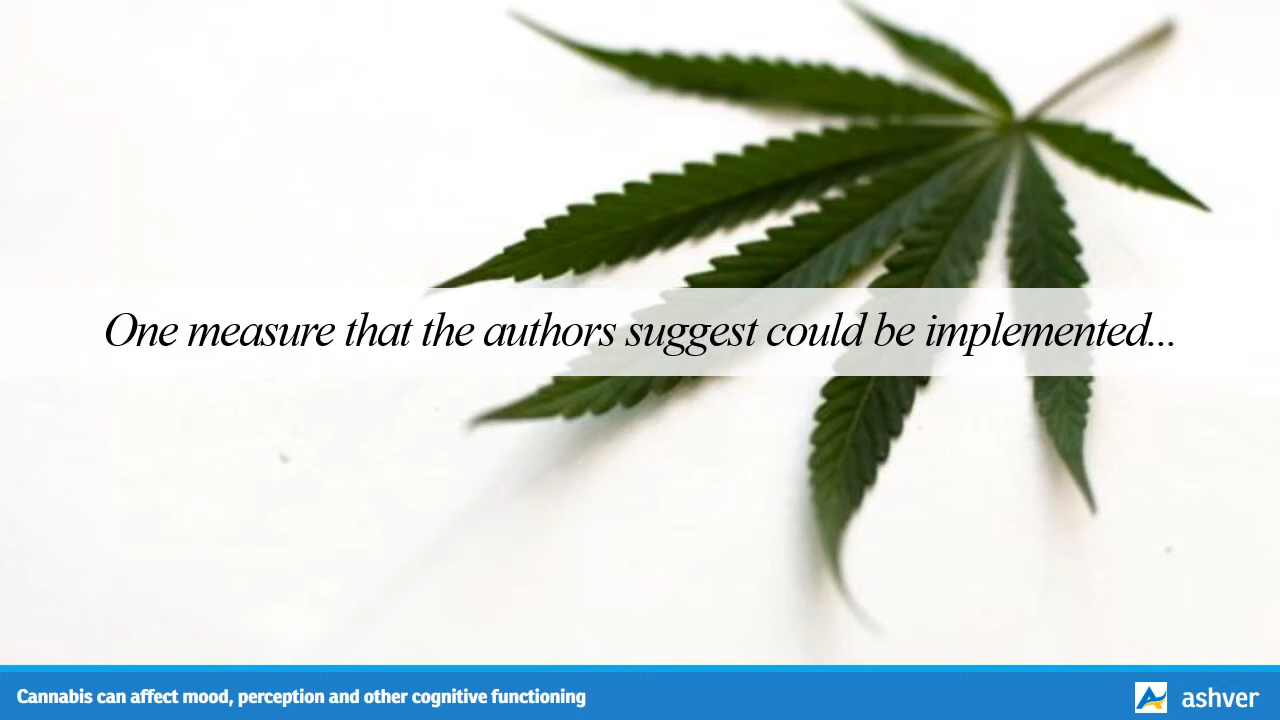 One measure that the authors suggest could be implemented...
Cannabis can affect mood, perception and other cognitive functioning
ashver